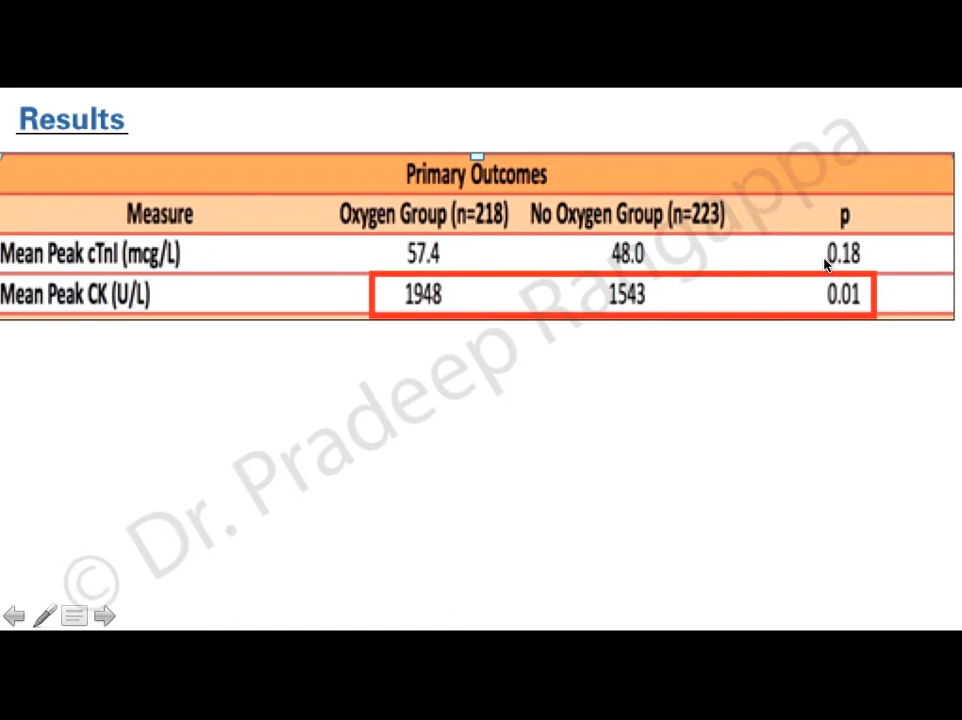 Results
Primary Outcomes
Measure Oxygen Group (n=218) No Oxygen Group (n=223) p
Mean Peak cTnI (mcg/L) 57.4 48.0 0.18
Mean Peak CK (U/L) 1948 1543 0.01
© Dr. Pradeep Rangappa